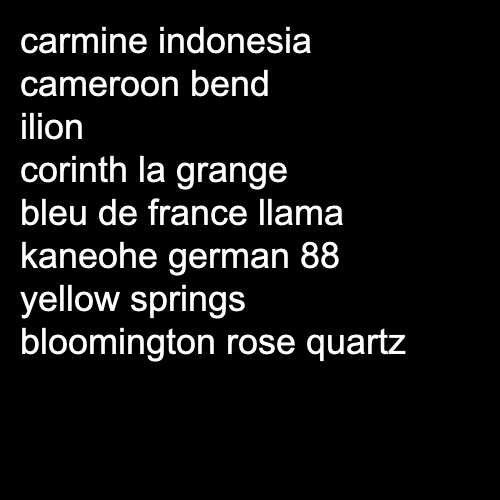 carmine indonesia
cameroon bend
ilion
corinth la grange
bleu de france llama
kaneohe german 88
yellow springs
bloomington rose quartz